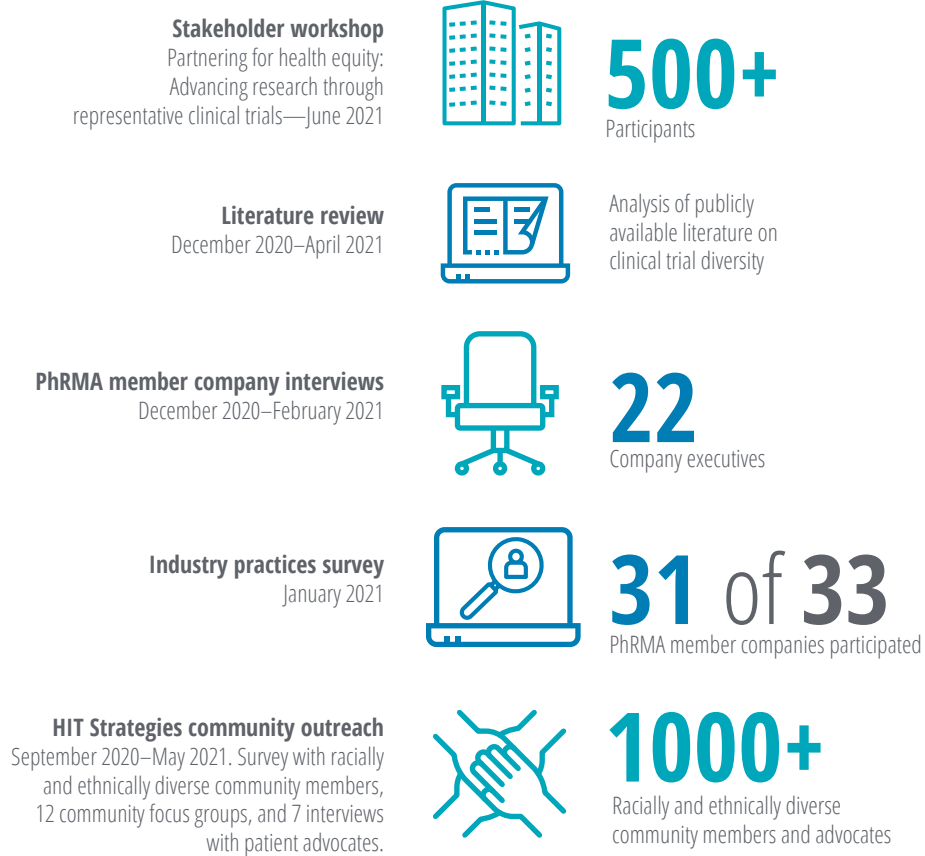 Stakeholder workshop
Partnering for health equity:
Advancing research through
representative clinical trials—June 2021
500+
Participants
Literature review
December 2020–April 2021
Analysis of publicly
available literature on
clinical trial diversity
PhRMA member company interviews
December 2020–February 2021
22
Company executives
Industry practices survey
January 2021
31 of 33
PhRMA member companies participated
HIT Strategies community outreach
September 2020–May 2021. Survey with racially
and ethnically diverse community members,
12 community focus groups, and 7 interviews
with patient advocates.
1000+
Racially and ethnically diverse
community members and advocates